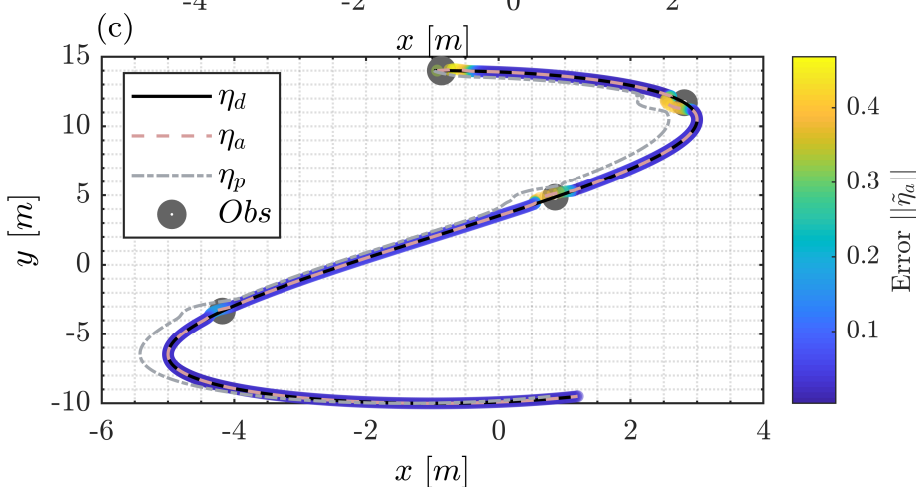 -4 -2 0 2
(c)
x [m]
15
10
5
0
-5
-10
y [m]
η_d
η_a
η_p
Obs
-6 -4 -2 0 2 4
x [m]
0.4
0.3
0.2
0.1
Error ||η̃_a||